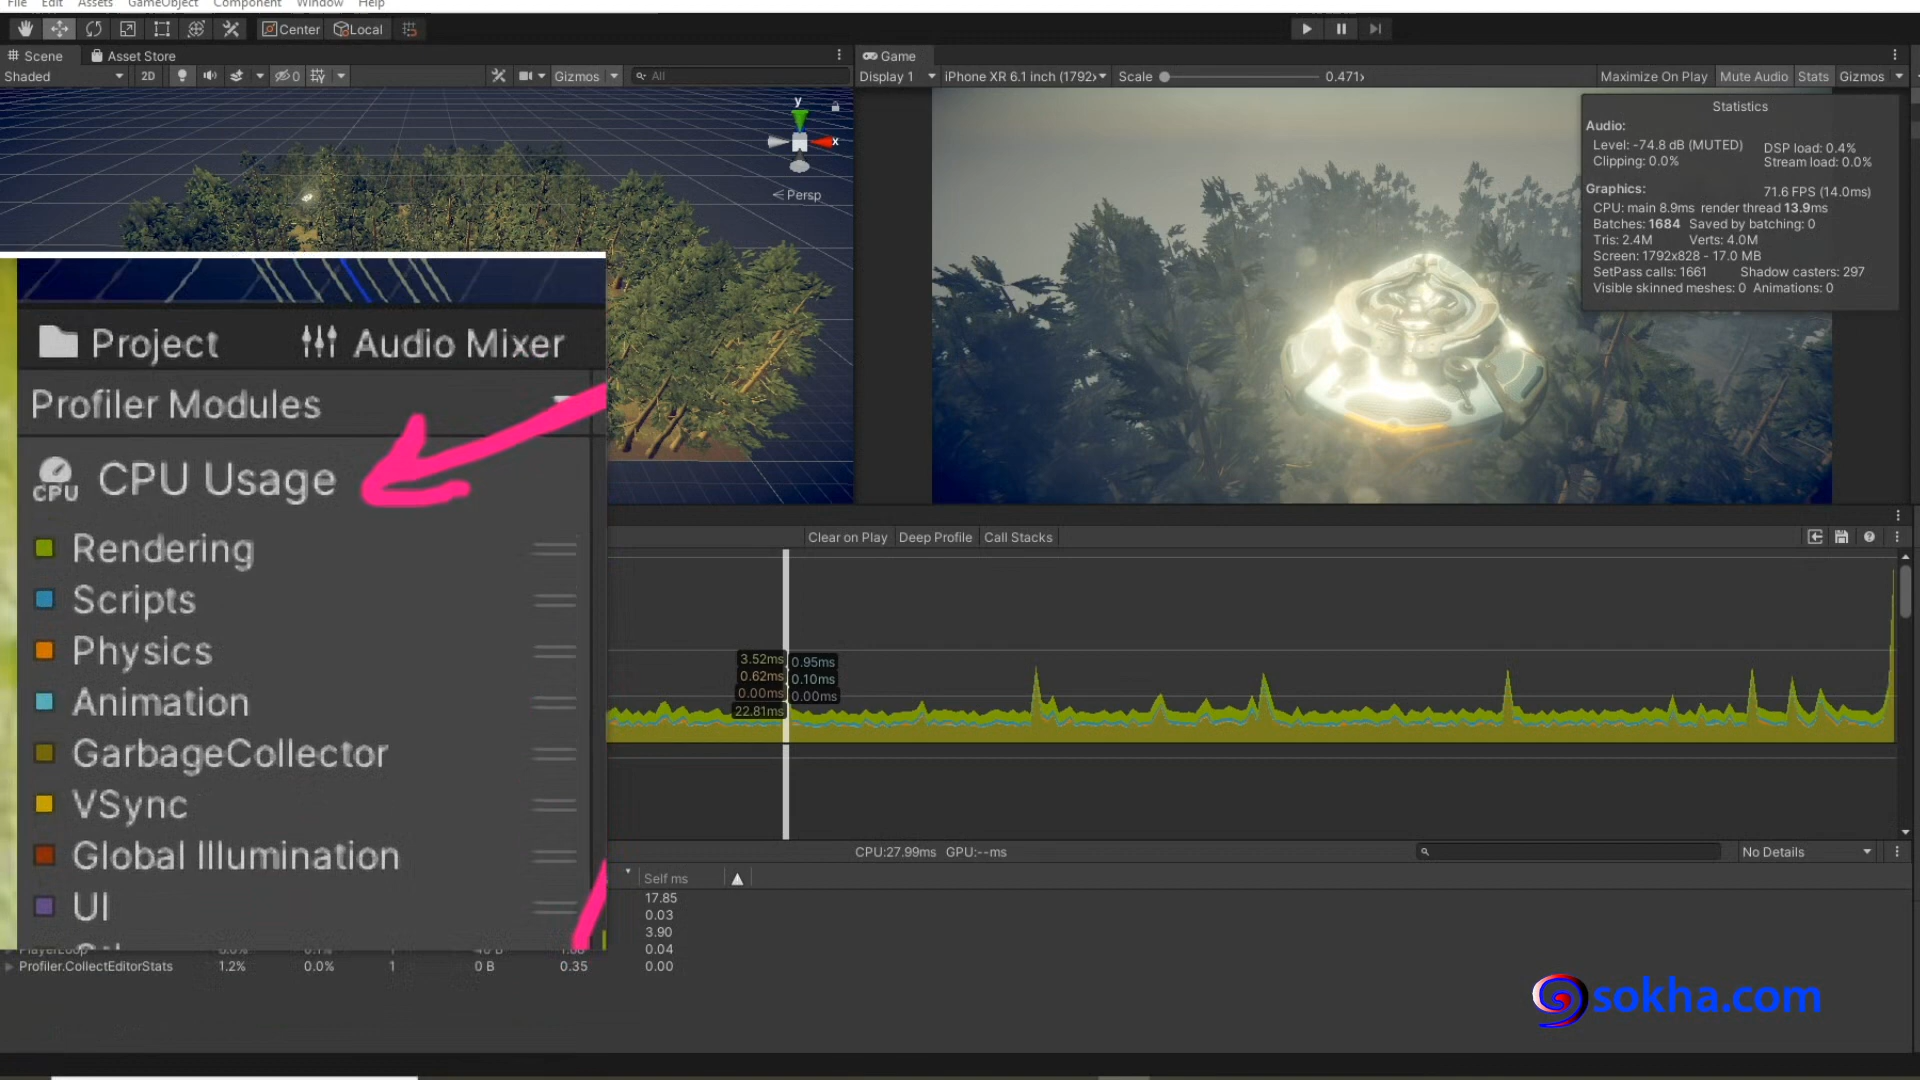 File Edit Assets GameObject Component Window Help
Center Local
Scene Asset Store
Game
Shaded 2D 0 Gizmos All
Display 1 iPhone XR 6.1 inch (1792x Scale 0.471x Maximize On Play Mute Audio Stats Gizmos
y
x
Persp
Statistics
Audio:
Level: -74.8 dB (MUTED) DSP load: 0.4%
Clipping: 0.0% Stream load: 0.0%
Graphics: 71.6 FPS (14.0ms)
CPU: main 8.9ms render thread 13.9ms
Batches: 1684 Saved by batching: 0
Tris: 2.4M Verts: 4.0M
Screen: 1792x828 - 17.0 MB
SetPass calls: 1661 Shadow casters: 297
Visible skinned meshes: 0 Animations: 0
Project Audio Mixer
Profiler Modules
CPU CPU Usage
Rendering
Scripts
Physics
Animation
GarbageCollector
VSync
Global Illumination
UI
Clear on Play Deep Profile Call Stacks
3.52ms 0.95ms
0.62ms 0.10ms
0.00ms 0.00ms
22.81ms
CPU:27.99ms GPU:--ms No Details
Self ms
17.85
0.03
3.90
0.04
Profiler.CollectEditorStats 1.2% 0.0% 1 0 B 0.35 0.00
sokha.com